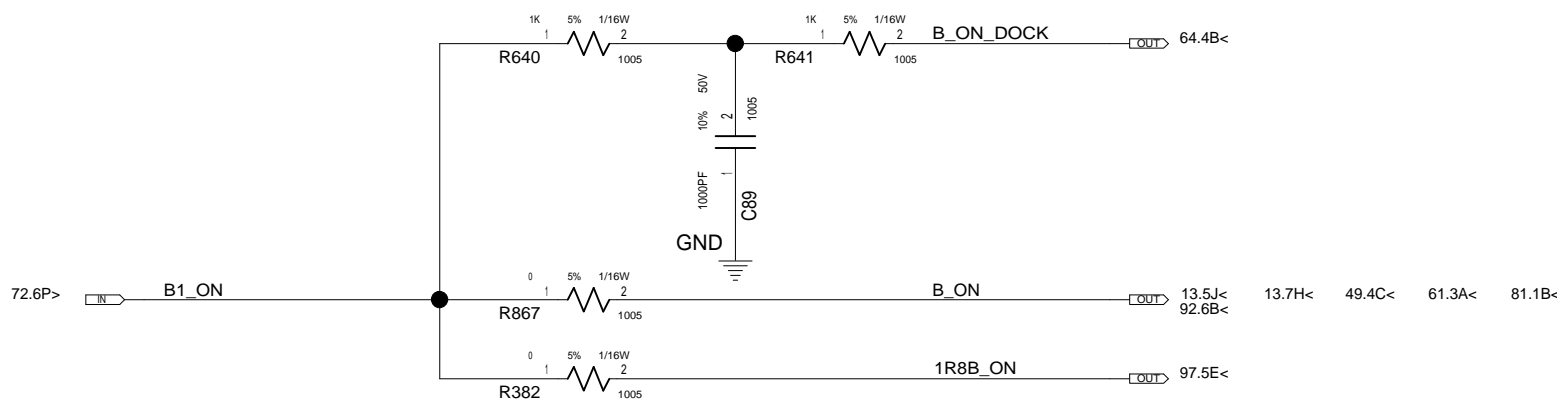 1K 5% 1/16W
1 2
R640 1005
1K 5% 1/16W
1 2
R641 1005
B_ON_DOCK
OUT 64.4B<
50V
10% 2 1005
1000PF 1 C89
GND
72.6P> IN B1_ON
0 5% 1/16W
1 2
R867 1005
B_ON
OUT 13.5J< 13.7H< 49.4C< 61.3A< 81.1B<
92.6B<
0 5% 1/16W
1 2
R382 1005
1R8B_ON
OUT 97.5E<